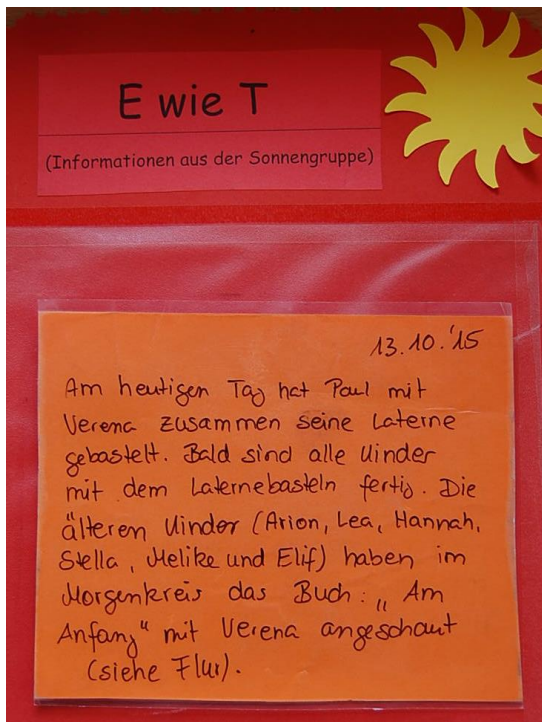 E wie T
(Informationen aus der Sonnengruppe)
13.10.'15
Am heutigen Tag hat Paul mit
Verena zusammen seine Laterne
gebastelt. Bald sind alle Kinder
mit dem Laternebasteln fertig. Die
älteren Kinder (Arion, Lea, Hannah,
Stella, Melike und Elif) haben im
Morgenkreis das Buch: „Am
Anfang“ mit Verena angeschaut
(siehe Flur).